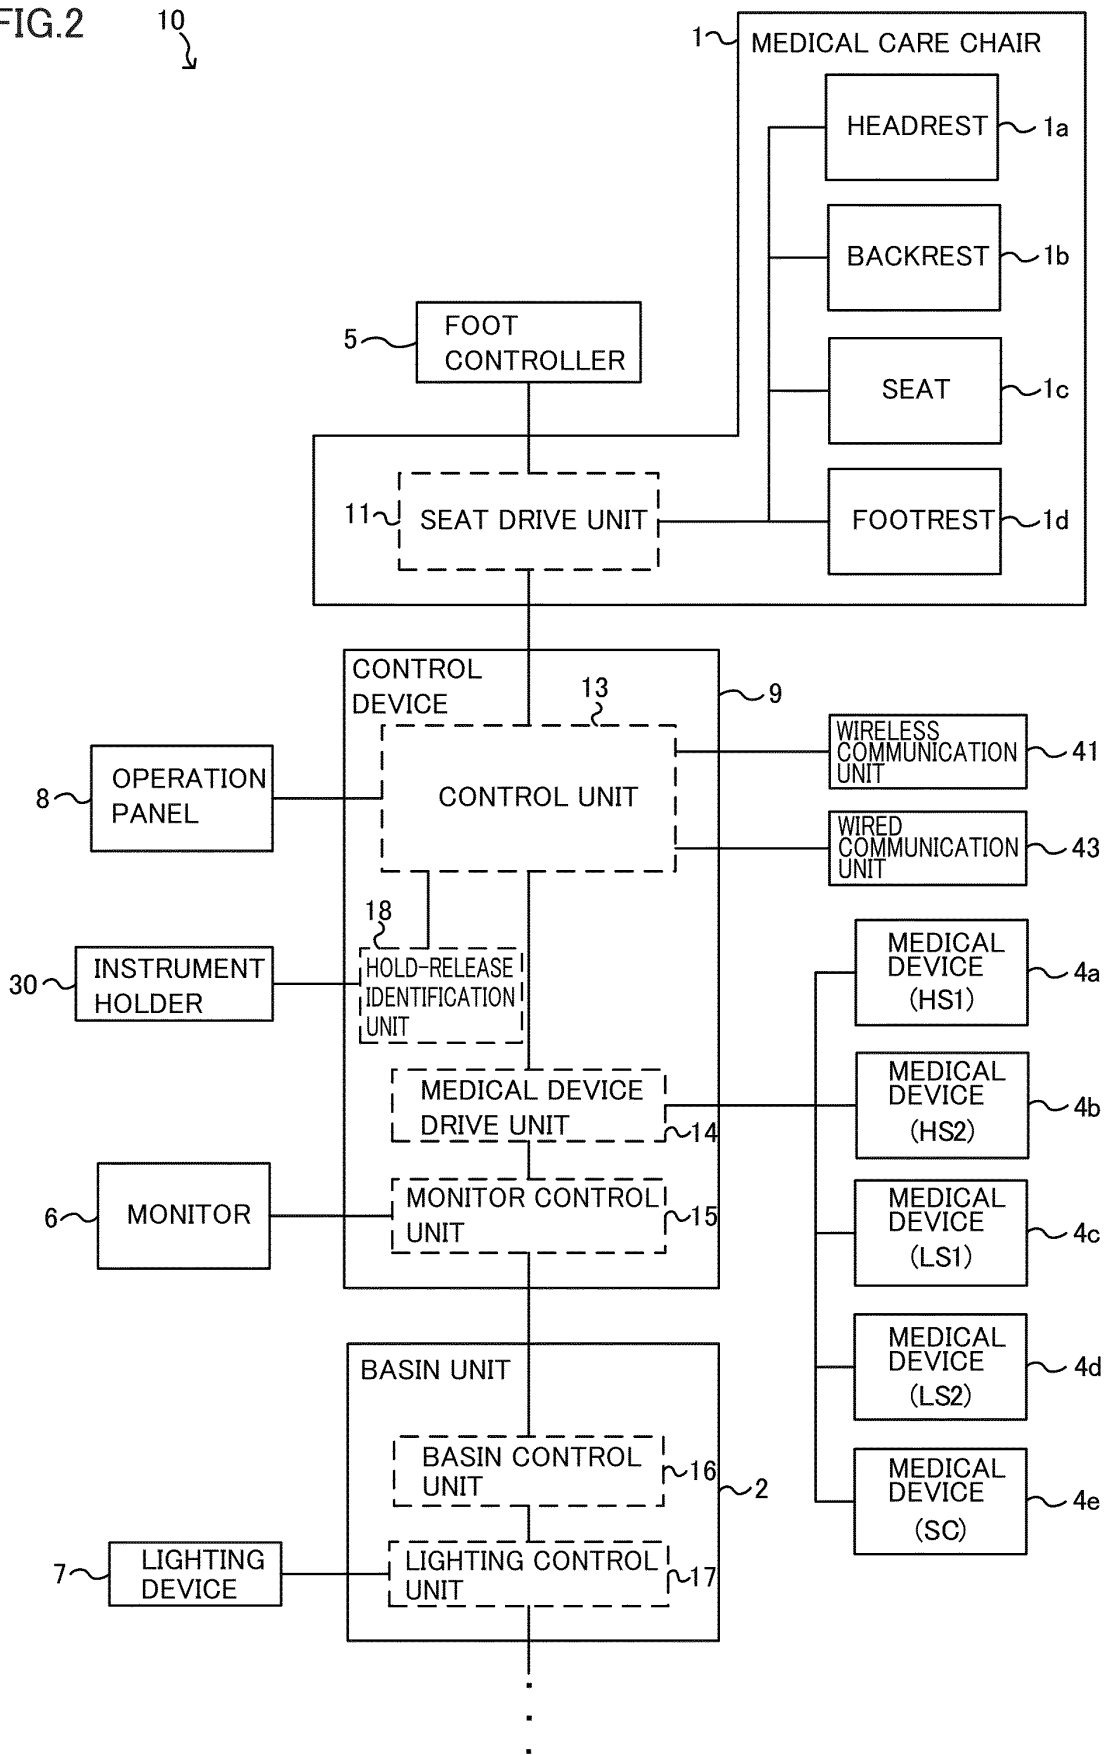 FIG.2
10
1
MEDICAL CARE CHAIR
HEADREST
1a
BACKREST
1b
5
FOOT
CONTROLLER
SEAT
1c
11
SEAT DRIVE UNIT
FOOTREST
1d
CONTROL
DEVICE
9
13
CONTROL UNIT
8
OPERATION
PANEL
WIRELESS
COMMUNICATION
UNIT
41
WIRED
COMMUNICATION
UNIT
43
18
HOLD-RELEASE
IDENTIFICATION
UNIT
30
INSTRUMENT
HOLDER
MEDICAL
DEVICE
(HS1)
4a
MEDICAL DEVICE
DRIVE UNIT
14
MEDICAL
DEVICE
(HS2)
4b
6
MONITOR
MONITOR CONTROL
UNIT
15
MEDICAL
DEVICE
(LS1)
4c
BASIN UNIT
MEDICAL
DEVICE
(LS2)
4d
BASIN CONTROL
UNIT
16
2
MEDICAL
DEVICE
(SC)
4e
7
LIGHTING
DEVICE
LIGHTING CONTROL
UNIT
17